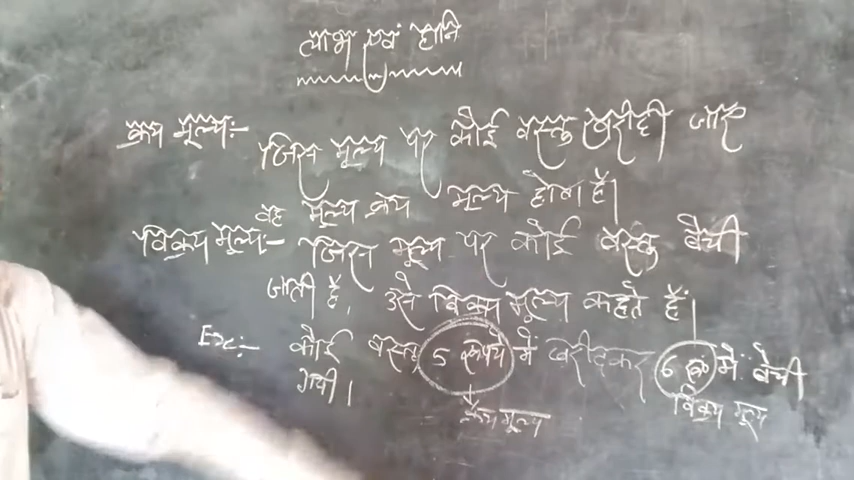 लाभ एवं हानि
क्रय मूल्य:- जिस मूल्य पर कोई वस्तु खरीदी जाए
वह मूल्य क्रय मूल्य होता है।
विक्रय मूल्य:- जिस मूल्य पर कोई वस्तु बेची
जाती है, उसे विक्रय मूल्य कहते हैं।
Ex:- कोई वस्तु 5 रूपये में खरीदकर 6 रू में बेची
गयी।
क्रय मूल्य विक्रय मूल्य